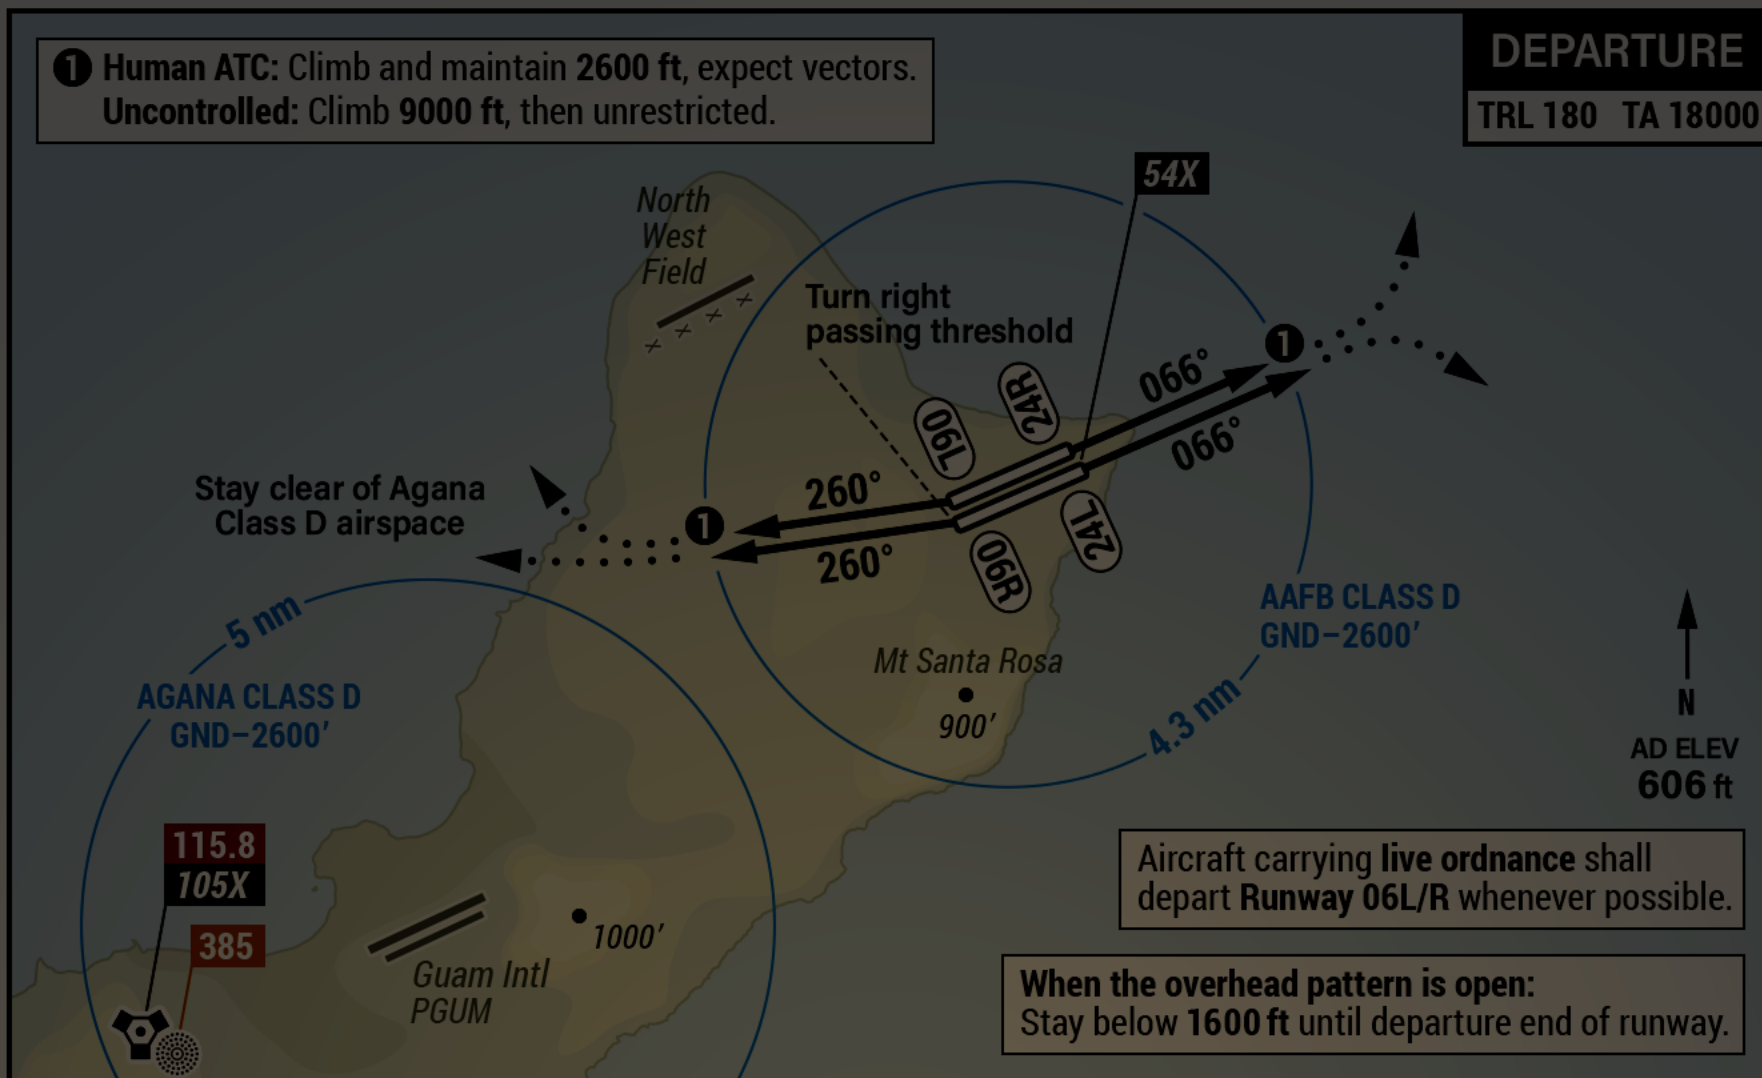 1 Human ATC: Climb and maintain 2600 ft, expect vectors.
Uncontrolled: Climb 9000 ft, then unrestricted.
DEPARTURE
TRL 180 TA 18000
54X
North
West
Field
Turn right
passing threshold
1
066°
066°
24R
06L
260°
260°
24L
06R
1
Stay clear of Agana
Class D airspace
5 nm
AGANA CLASS D
GND–2600'
AAFB CLASS D
GND–2600'
4.3 nm
Mt Santa Rosa
900'
N
AD ELEV
606 ft
115.8
105X
385
1000'
Guam Intl
PGUM
Aircraft carrying live ordnance shall
depart Runway 06L/R whenever possible.
When the overhead pattern is open:
Stay below 1600 ft until departure end of runway.